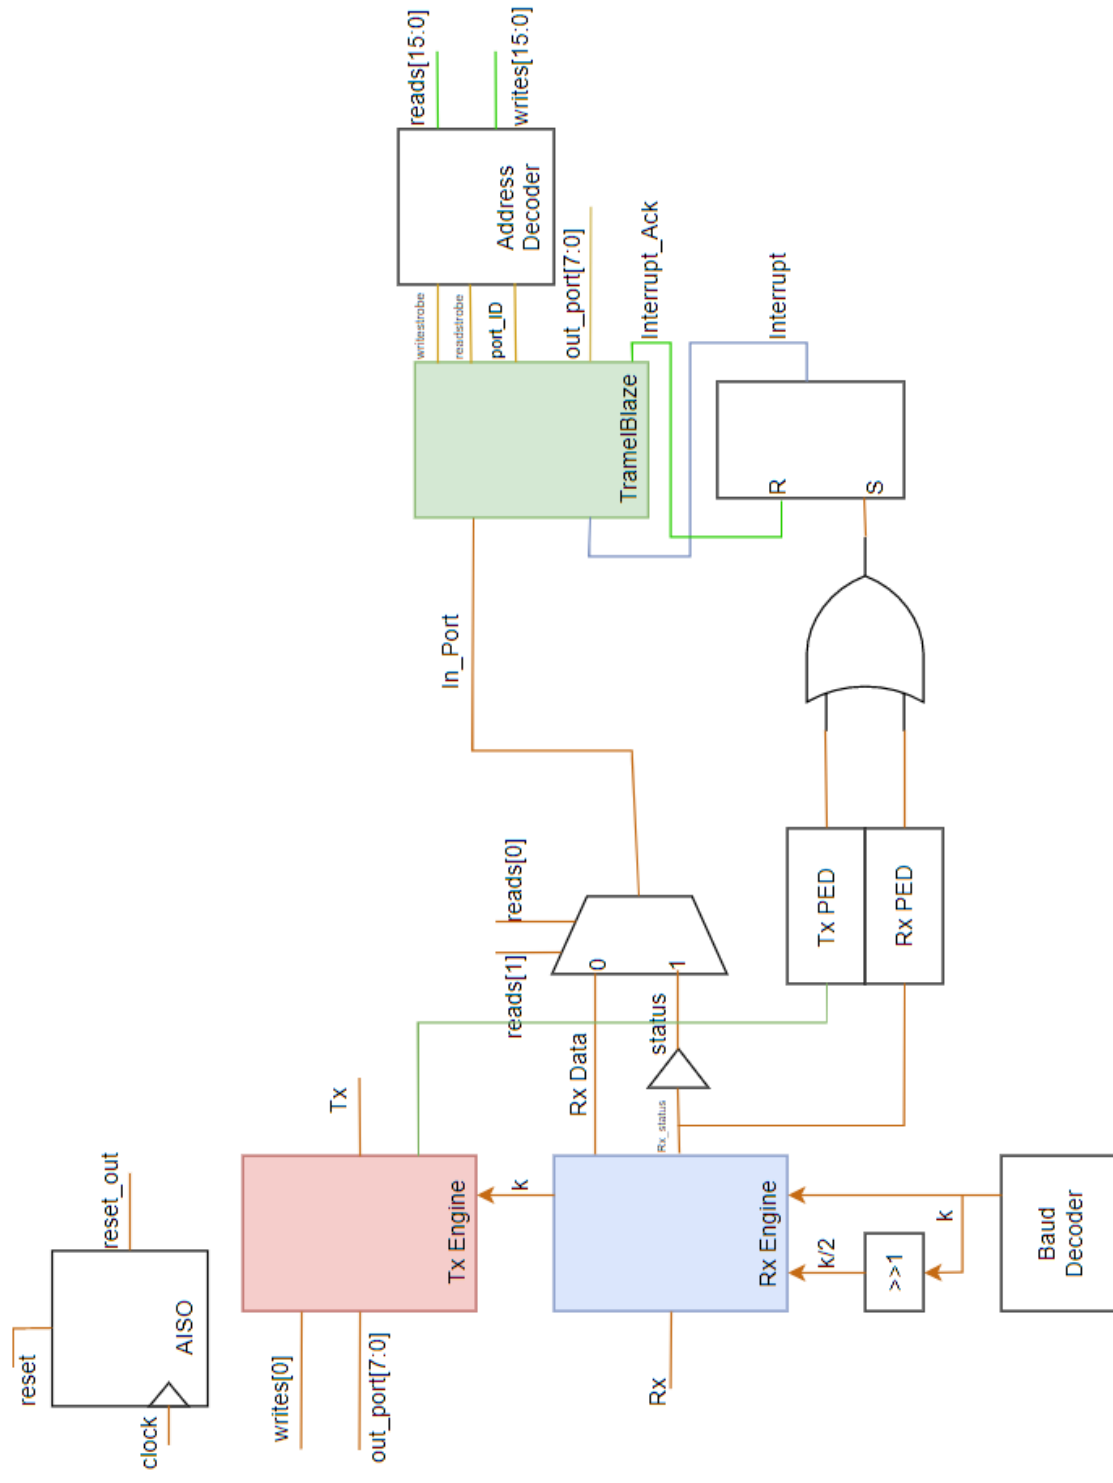 reset
clock
AISO
reset_out
writes[0]
out_port[7:0]
Tx Engine
Tx
k
Rx
Rx Engine
Rx_status
Rx Data
status
k/2
>>1
k
Baud
Decoder
reads[1]
reads[0]
0
1
Tx PED
Rx PED
In_Port
TramelBlaze
writestrobe
readstrobe
port_ID
out_port[7:0]
Interrupt_Ack
Interrupt
R
S
Address
Decoder
reads[15:0]
writes[15:0]